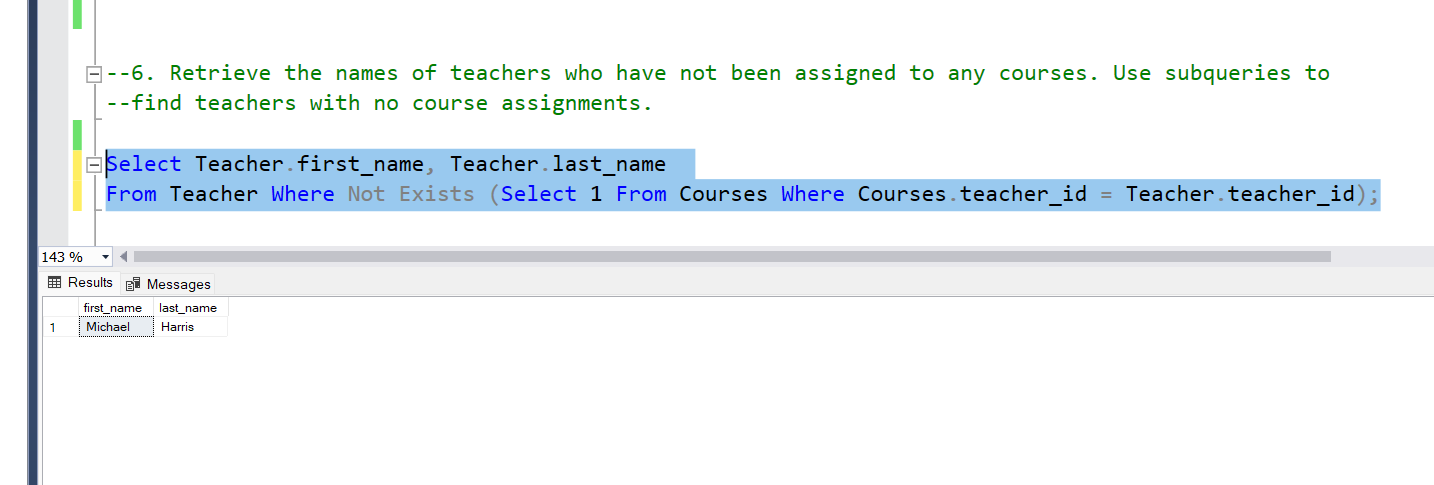 --6. Retrieve the names of teachers who have not been assigned to any courses. Use subqueries to
--find teachers with no course assignments.
Select Teacher.first_name, Teacher.last_name
From Teacher Where Not Exists (Select 1 From Courses Where Courses.teacher_id = Teacher.teacher_id);
143 %
Results Messages
first_name last_name
1 Michael Harris